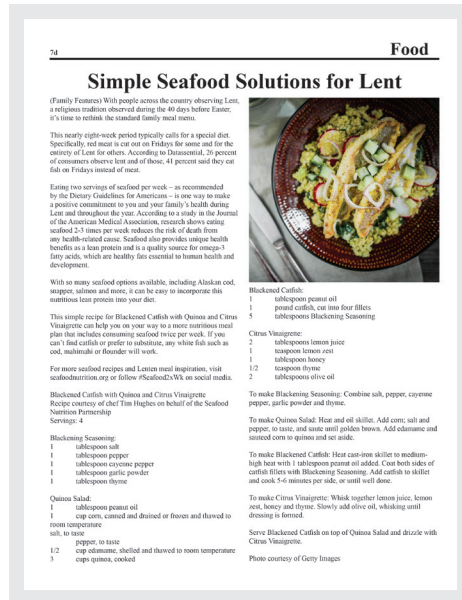 7d
Food
Simple Seafood Solutions for Lent
(Family Features) With people across the country observing Lent,
a religious tradition observed during the 40 days before Easter,
it's time to rethink the standard family meal menu.
This nearly eight-week period typically calls for a special diet.
Specifically, red meat is cut out on Fridays for some and for the
entirety of Lent for others. According to Datassential, 26 percent
of consumers observe lent and of those, 41 percent said they eat
fish on Fridays instead of meat.
Eating two servings of seafood per week – as recommended
by the Dietary Guidelines for Americans – is one way to make
a positive commitment to you and your family's health during
Lent and throughout the year. According to a study in the Journal
of the American Medical Association, research shows eating
seafood 2-3 times per week reduces the risk of death from
any health-related cause. Seafood also provides unique health
benefits as a lean protein and is a quality source for omega-3
fatty acids, which are healthy fats essential to human health and
development.
With so many seafood options available, including Alaskan cod,
snapper, salmon and more, it can be easy to incorporate this
nutritious lean protein into your diet.
This simple recipe for Blackened Catfish with Quinoa and Citrus
Vinaigrette can help you on your way to a more nutritious meal
plan that includes consuming seafood twice per week. If you
can't find catfish or prefer to substitute, any white fish such as
cod, mahimahi or flounder will work.
For more seafood recipes and Lenten meal inspiration, visit
seafoodnutrition.org or follow #Seafood2xWk on social media.
Blackened Catfish with Quinoa and Citrus Vinaigrette
Recipe courtesy of chef Tim Hughes on behalf of the Seafood
Nutrition Partnership
Servings: 4
Blackening Seasoning:
1 tablespoon salt
1 tablespoon pepper
1 tablespoon cayenne pepper
1 tablespoon garlic powder
1 tablespoon thyme
Quinoa Salad:
1 tablespoon peanut oil
1 cup corn, canned and drained or frozen and thawed to
room temperature
salt, to taste
pepper, to taste
1/2 cup edamame, shelled and thawed to room temperature
3 cups quinoa, cooked
Blackened Catfish:
1 tablespoon peanut oil
1 pound catfish, cut into four fillets
5 tablespoons Blackening Seasoning
Citrus Vinaigrette:
2 tablespoons lemon juice
1 teaspoon lemon zest
1 tablespoon honey
1/2 teaspoon thyme
2 tablespoons olive oil
To make Blackening Seasoning: Combine salt, pepper, cayenne
pepper, garlic powder and thyme.
To make Quinoa Salad: Heat and oil skillet. Add corn; salt and
pepper, to taste, and saute until golden brown. Add edamame and
sauteed corn to quinoa and set aside.
To make Blackened Catfish: Heat cast-iron skillet to medium-
high heat with 1 tablespoon peanut oil added. Coat both sides of
catfish fillets with Blackening Seasoning. Add catfish to skillet
and cook 5-6 minutes per side, or until well done.
To make Citrus Vinaigrette: Whisk together lemon juice, lemon
zest, honey and thyme. Slowly add olive oil, whisking until
dressing is formed.
Serve Blackened Catfish on top of Quinoa Salad and drizzle with
Citrus Vinaigrette.
Photo courtesy of Getty Images